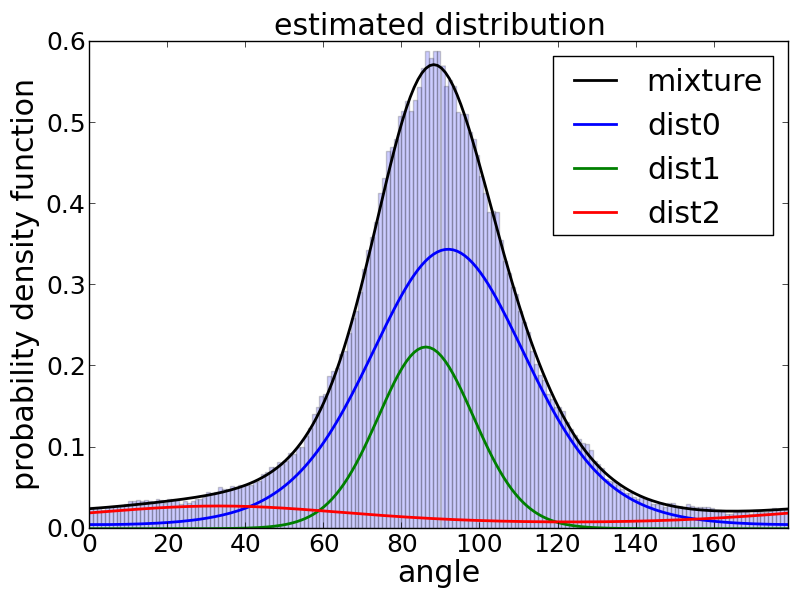 estimated distribution
0.6
0.5
0.4
0.3
0.2
0.1
0.0
probability density function
mixture
dist0
dist1
dist2
0 20 40 60 80 100 120 140 160
angle